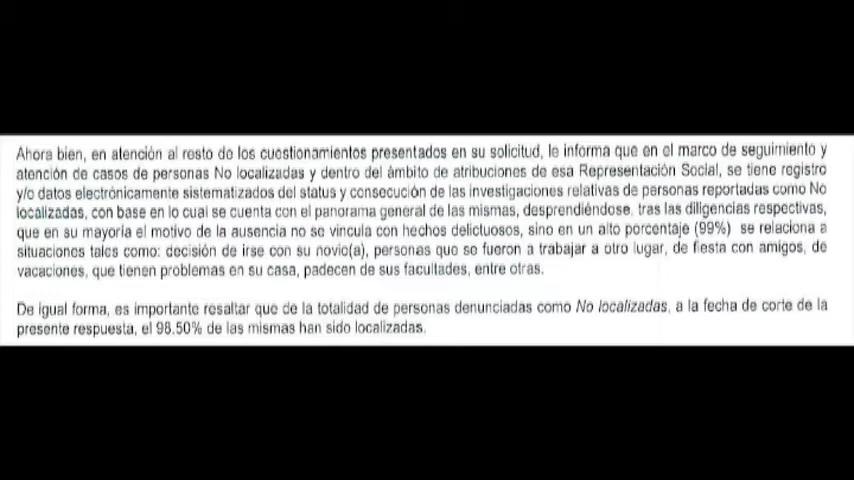 Ahora bien, en atención al resto de los cuestionamientos presentados en su solicitud, le informa que en el marco de seguimiento y
atención de casos de personas No localizadas y dentro del ámbito de atribuciones de esa Representación Social, se tiene registro
y/o datos electrónicamente sistematizados del status y consecución de las investigaciones relativas de personas reportadas como No
localizadas, con base en lo cual se cuenta con el panorama general de las mismas, desprendiéndose, tras las diligencias respectivas,
que en su mayoría el motivo de la ausencia no se vincula con hechos delictuosos, sino en un alto porcentaje (99%) se relaciona a
situaciones tales como: decisión de irse con su novio(a), personas que se fueron a trabajar a otro lugar, de fiesta con amigos, de
vacaciones, que tienen problemas en su casa, padecen de sus facultades, entre otras.
De igual forma, es importante resaltar que de la totalidad de personas denunciadas como No localizadas, a la fecha de corte de la
presente respuesta, el 98.50% de las mismas han sido localizadas.